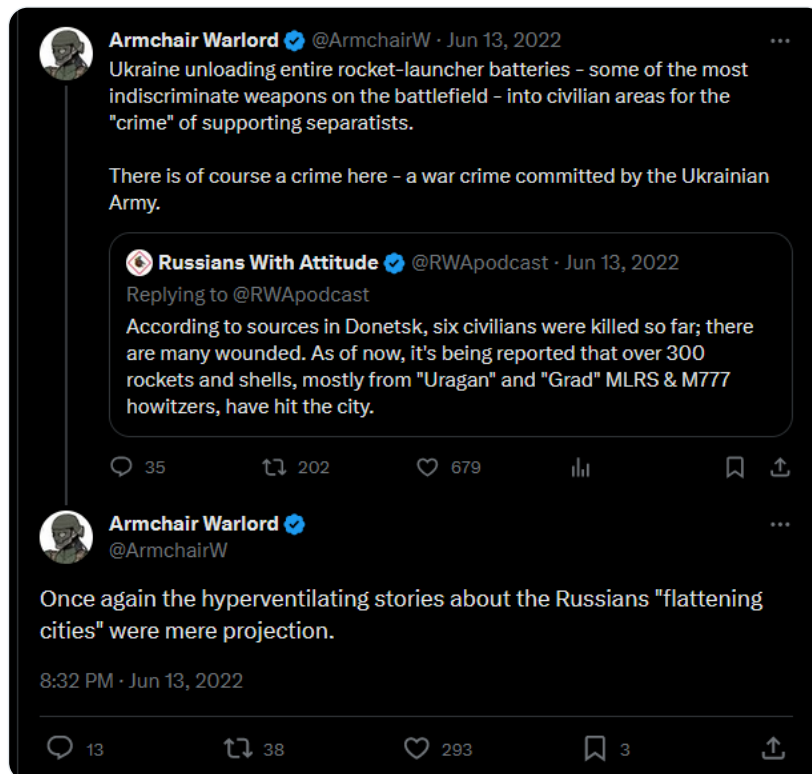 Armchair Warlord @ArmchairW · Jun 13, 2022
Ukraine unloading entire rocket-launcher batteries - some of the most
indiscriminate weapons on the battlefield - into civilian areas for the
"crime" of supporting separatists.
There is of course a crime here - a war crime committed by the Ukrainian
Army.
Russians With Attitude @RWApodcast · Jun 13, 2022
Replying to @RWApodcast
According to sources in Donetsk, six civilians were killed so far; there
are many wounded. As of now, it's being reported that over 300
rockets and shells, mostly from "Uragan" and "Grad" MLRS & M777
howitzers, have hit the city.
35 202 679
Armchair Warlord
@ArmchairW
Once again the hyperventilating stories about the Russians "flattening
cities" were mere projection.
8:32 PM · Jun 13, 2022
13 38 293 3